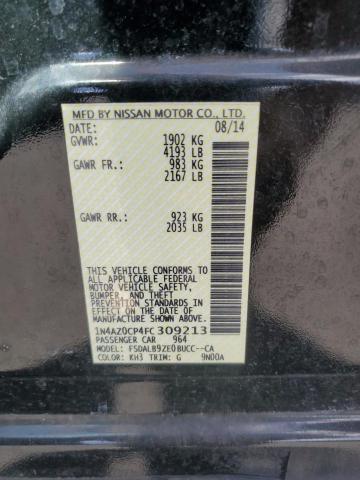 MFD BY NISSAN MOTOR CO., LTD.
DATE: 08/14
GVWR: 1902 KG
4193 LB
GAWR FR.: 983 KG
2167 LB
GAWR RR.: 923 KG
2035 LB
THIS VEHICLE CONFORMS TO
ALL APPLICABLE FEDERAL
MOTOR VEHICLE SAFETY,
BUMPER, AND THEFT
PREVENTION STANDARDS IN
EFFECT ON THE DATE OF
MANUFACTURE SHOWN ABOVE.
1N4AZ0CP4FC309213
PASSENGER CAR 964
MODEL: FSDALB9ZE0BUCC--CA
COLOR: KH3 TRIM: G 9N00A